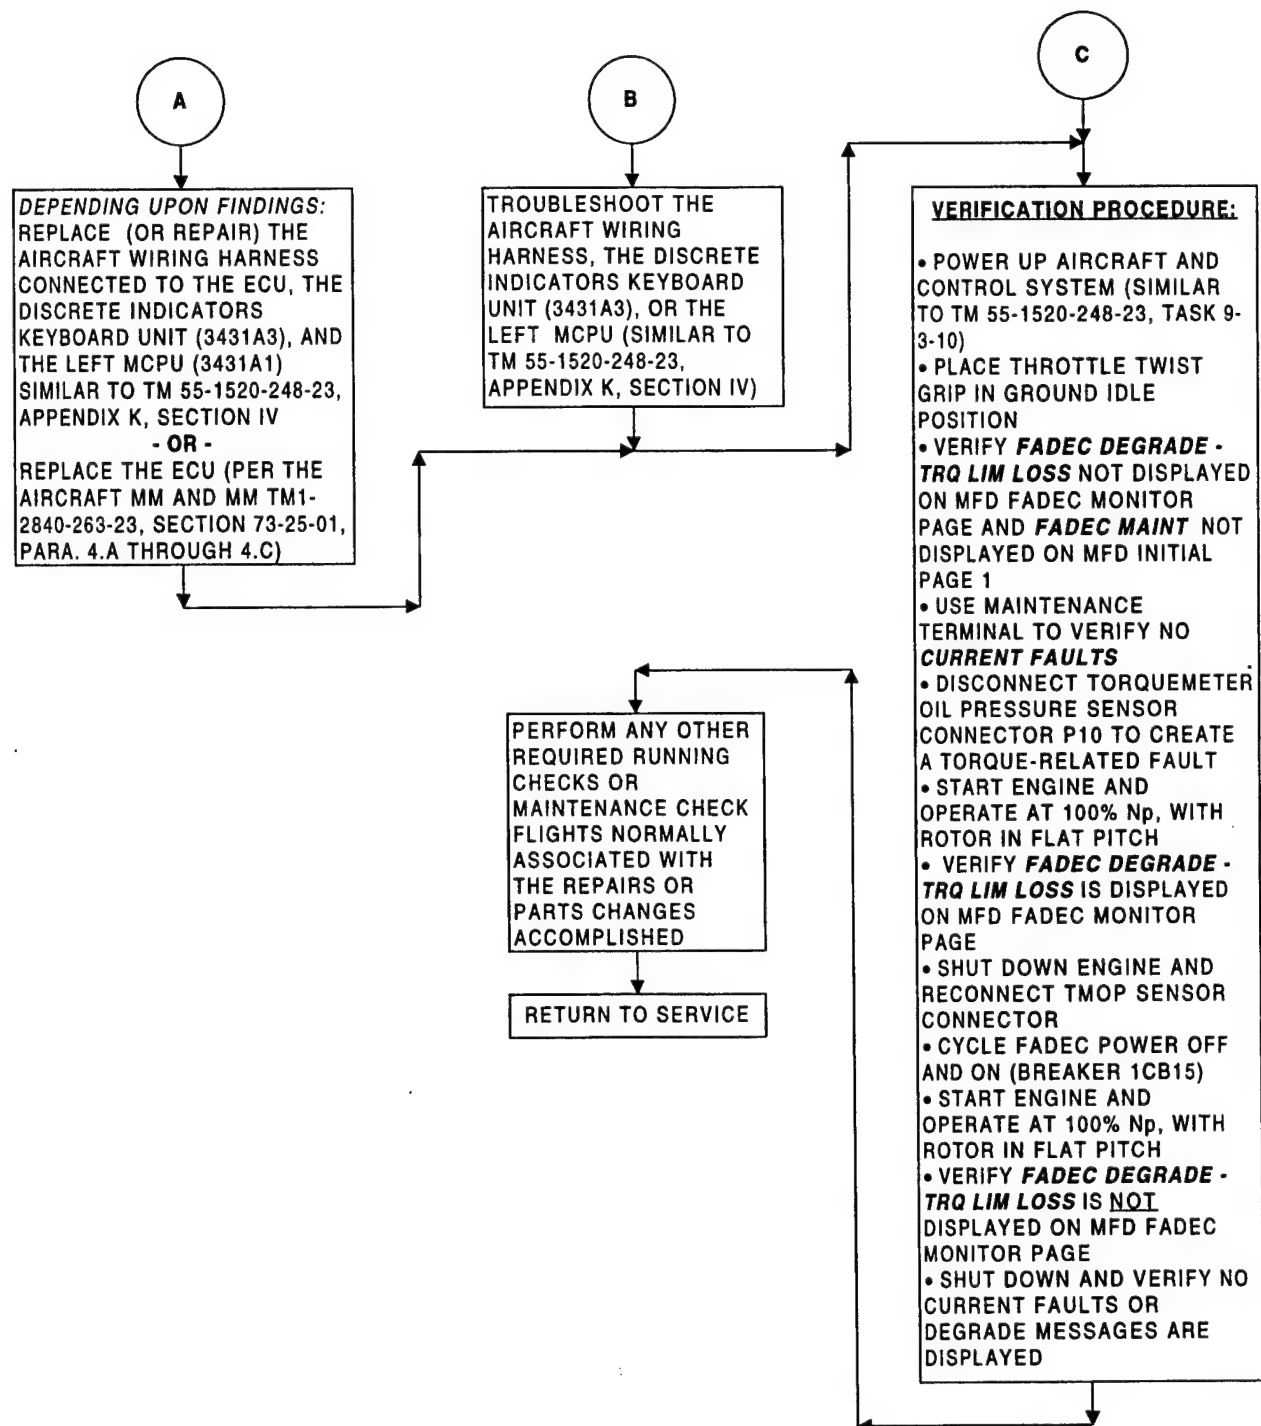 A
DEPENDING UPON FINDINGS:
REPLACE (OR REPAIR) THE
AIRCRAFT WIRING HARNESS
CONNECTED TO THE ECU, THE
DISCRETE INDICATORS
KEYBOARD UNIT (3431A3), AND
THE LEFT MCPU (3431A1)
SIMILAR TO TM 55-1520-248-23,
APPENDIX K, SECTION IV
- OR -
REPLACE THE ECU (PER THE
AIRCRAFT MM AND MM TM1-
2840-263-23, SECTION 73-25-01,
PARA. 4.A THROUGH 4.C)
B
TROUBLESHOOT THE
AIRCRAFT WIRING
HARNESS, THE DISCRETE
INDICATORS KEYBOARD
UNIT (3431A3), OR THE
LEFT MCPU (SIMILAR TO
TM 55-1520-248-23,
APPENDIX K, SECTION IV)
C
VERIFICATION PROCEDURE:
• POWER UP AIRCRAFT AND
CONTROL SYSTEM (SIMILAR
TO TM 55-1520-248-23, TASK 9-
3-10)
• PLACE THROTTLE TWIST
GRIP IN GROUND IDLE
POSITION
• VERIFY FADEC DEGRADE -
TRQ LIM LOSS NOT DISPLAYED
ON MFD FADEC MONITOR
PAGE AND FADEC MAINT NOT
DISPLAYED ON MFD INITIAL
PAGE 1
• USE MAINTENANCE
TERMINAL TO VERIFY NO
CURRENT FAULTS
• DISCONNECT TORQUEMETER
OIL PRESSURE SENSOR
CONNECTOR P10 TO CREATE
A TORQUE-RELATED FAULT
• START ENGINE AND
OPERATE AT 100% Np, WITH
ROTOR IN FLAT PITCH
• VERIFY FADEC DEGRADE -
TRQ LIM LOSS IS DISPLAYED
ON MFD FADEC MONITOR
PAGE
• SHUT DOWN ENGINE AND
RECONNECT TMOP SENSOR
CONNECTOR
• CYCLE FADEC POWER OFF
AND ON (BREAKER 1CB15)
• START ENGINE AND
OPERATE AT 100% Np, WITH
ROTOR IN FLAT PITCH
• VERIFY FADEC DEGRADE -
TRQ LIM LOSS IS NOT
DISPLAYED ON MFD FADEC
MONITOR PAGE
• SHUT DOWN AND VERIFY NO
CURRENT FAULTS OR
DEGRADE MESSAGES ARE
DISPLAYED
PERFORM ANY OTHER
REQUIRED RUNNING
CHECKS OR
MAINTENANCE CHECK
FLIGHTS NORMALLY
ASSOCIATED WITH
THE REPAIRS OR
PARTS CHANGES
ACCOMPLISHED
RETURN TO SERVICE